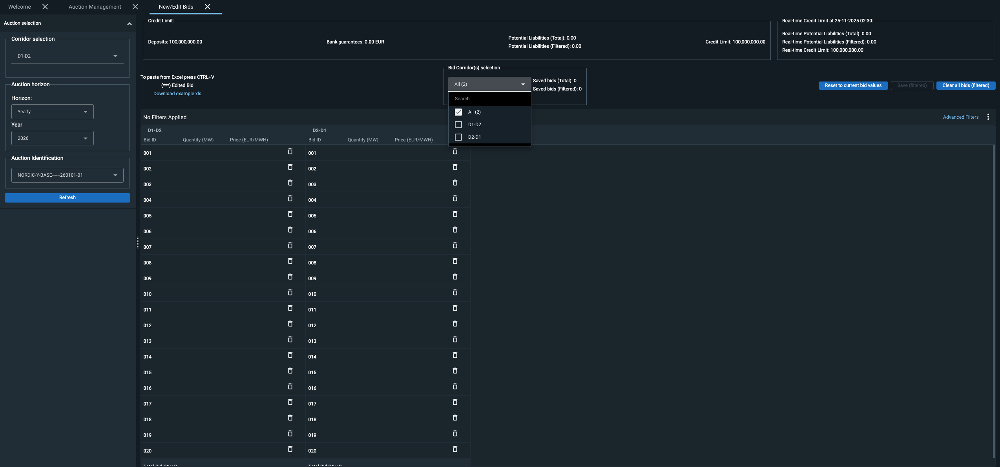 Welcome
Auction Management
New/Edit Bids
Auction selection
Corridor selection
D1-D2
Auction horizon
Horizon:
Yearly
Year
2026
Auction Identification
NORDIC-Y-BASE------260101-01
Refresh
Credit Limit:
Deposits: 100,000,000.00
Bank guarantees: 0.00 EUR
Potential Liabilities (Total): 0.00
Potential Liabilities (Filtered): 0.00
Credit Limit: 100,000,000.00
Real-time Credit Limit at 25-11-2025 02:30:
Real-time Potential Liabilities (Total): 0.00
Real-time Potential Liabilities (Filtered): 0.00
Real-time Credit Limit: 100,000,000.00
To paste from Excel press CTRL+V
(***) Edited Bid
Download example xls
Bid Corridor(s) selection
All (2)
Saved bids (Total): 0
Saved bids (Filtered): 0
Search
All (2)
D1-D2
D2-D1
Reset to current bid values
Save (filtered)
Clear all bids (filtered)
No Filters Applied
Advanced Filters
D1-D2 D2-D1
Bid ID Quantity (MW) Price (EUR/MWH) Bid ID Quantity (MW) Price (EUR/MWH)
001 001
002 002
003 003
004 004
005 005
006 006
007 007
008 008
009 009
010 010
011 011
012 012
013 013
014 014
015 015
016 016
017 017
018 018
019 019
020 020
Total Bid Qty : 0 Total Bid Qty : 0